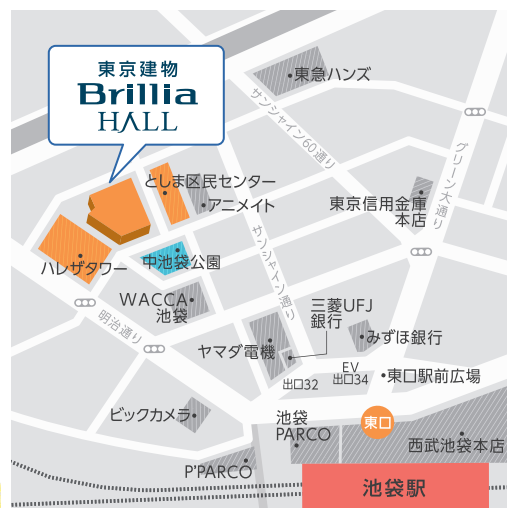 東京建物
Brillia
HALL
東急ハンズ
サンシャイン60通り
グリーン大通り
としま区民センター
アニメイト
東京信用金庫
本店
サンシャイン通り
ハレザタワー
中池袋公園
WACCA
池袋
明治通り
三菱UFJ
銀行
ヤマダ電機
みずほ銀行
出口32
EV
出口34
東口駅前広場
ビックカメラ
池袋
PARCO
東口
西武池袋本店
P'PARCO
池袋駅